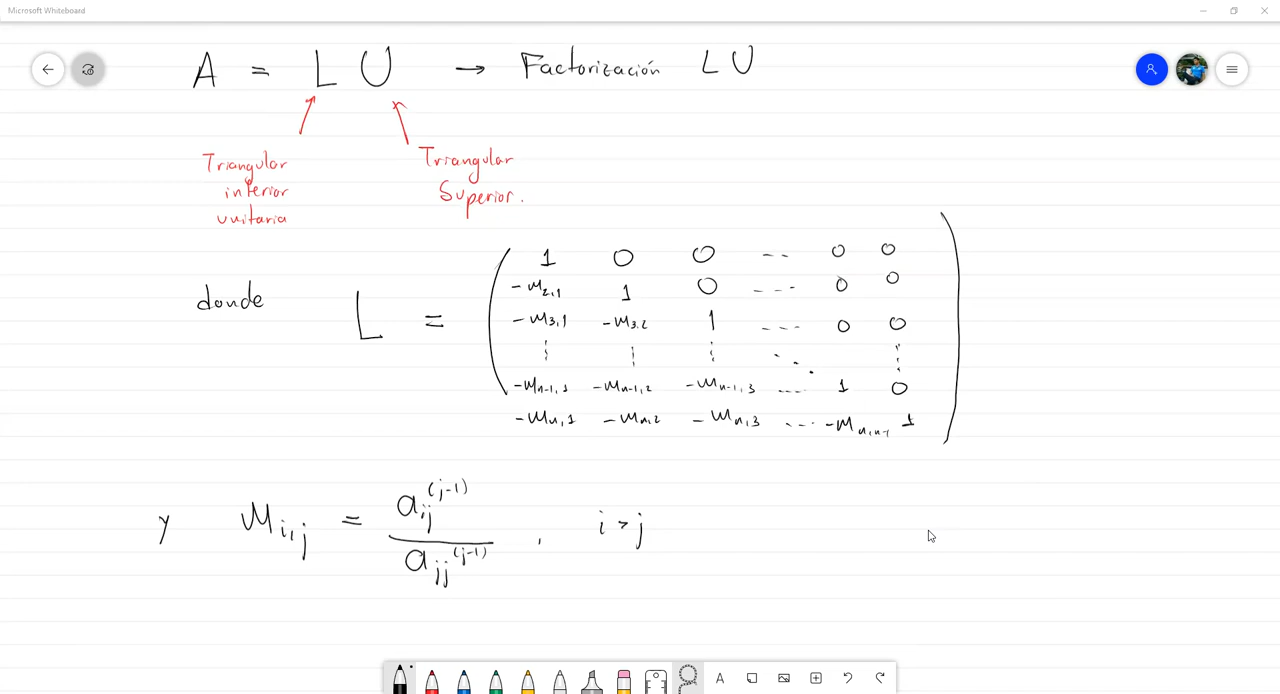 Microsoft Whiteboard
A = L U → Factorización L U
Triangular inferior unitaria
Triangular Superior.
donde L =
1 0 0 ... 0 0
-m2,1 1 0 ... 0 0
-m3,1 -m3,2 1 ... 0 0
⋮ ⋮ ⋮ ⋱ ⋮
-mn-1,1 -mn-1,2 -mn-1,3 ... 1 0
-mn,1 -mn,2 -mn,3 ... -mn,n-1 1
y mi,j = aij^(j-1) / ajj^(j-1) , i > j